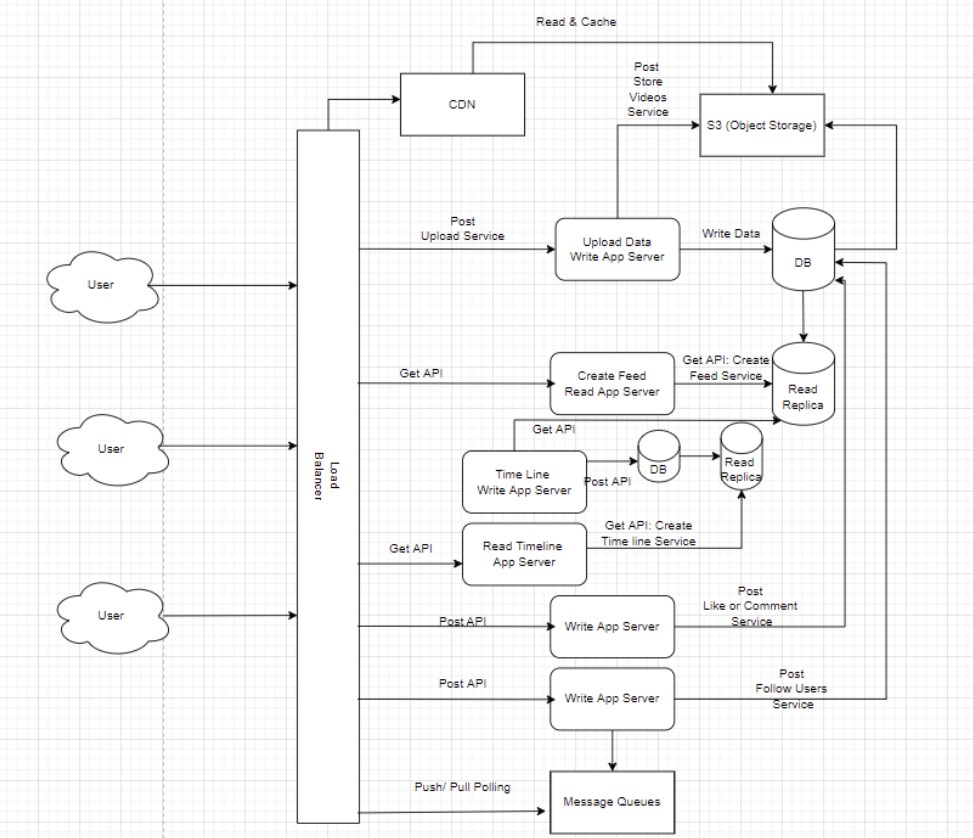 Read & Cache
Post
Store
Videos
Service
CDN
S3 (Object Storage)
Post
Upload Service
Upload Data
Write App Server
Write Data
DB
User
Get API
Create Feed
Read App Server
Get API: Create
Feed Service
Read
Replica
Get API
User
Load
Balancer
Time Line
Write App Server
Post API
DB
Read
Replica
Get API
Read Timeline
App Server
Get API: Create
Time line Service
User
Post API
Write App Server
Post
Like or Comment
Service
Post API
Write App Server
Post
Follow Users
Service
Push/ Pull Polling
Message Queues